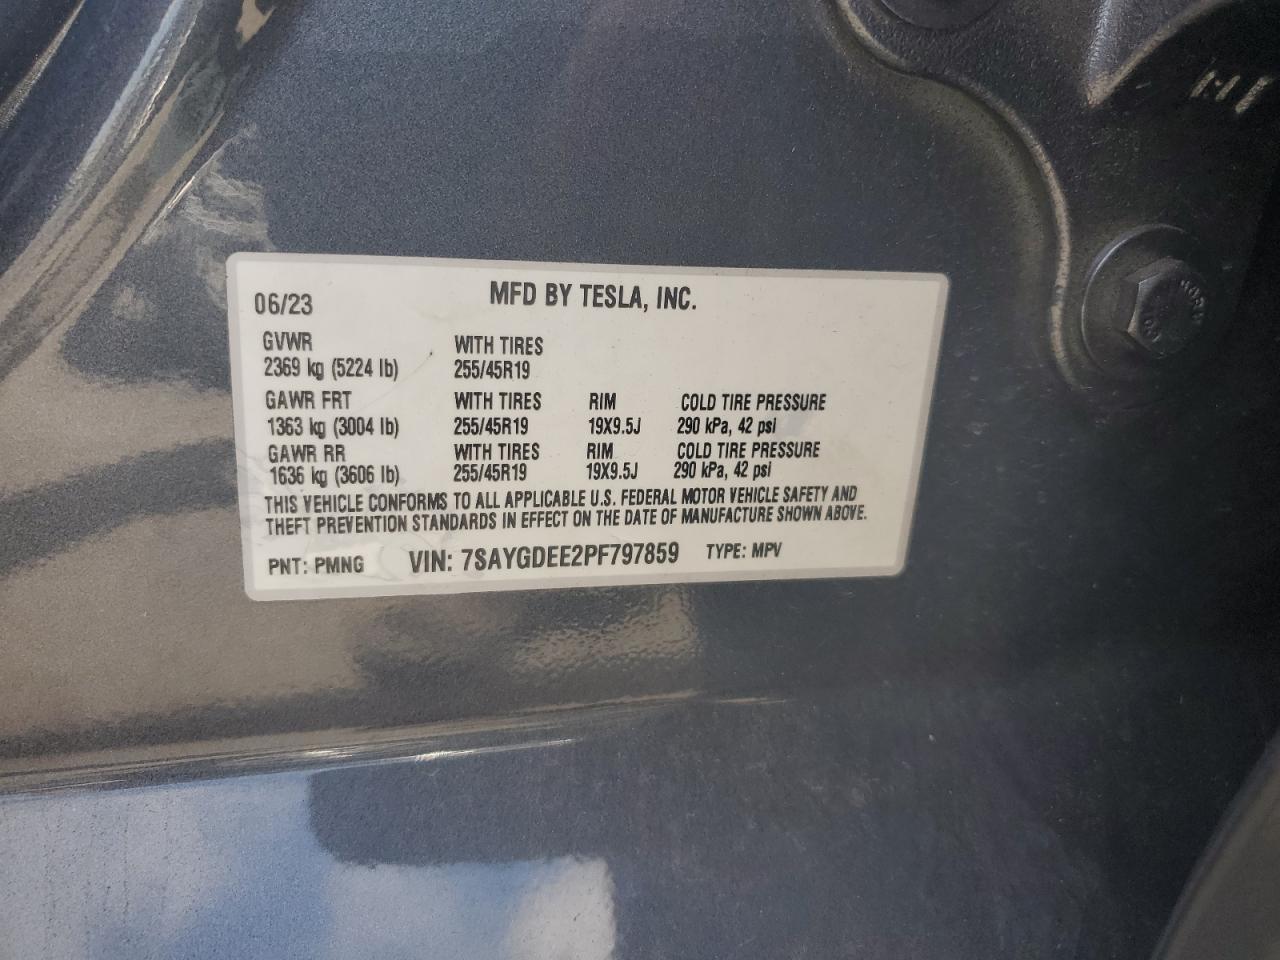 06/23 MFD BY TESLA, INC.
GVWR WITH TIRES
2369 kg (5224 lb) 255/45R19
GAWR FRT WITH TIRES RIM COLD TIRE PRESSURE
1363 kg (3004 lb) 255/45R19 19X9.5J 290 kPa, 42 psi
GAWR RR WITH TIRES RIM COLD TIRE PRESSURE
1636 kg (3606 lb) 255/45R19 19X9.5J 290 kPa, 42 psi
THIS VEHICLE CONFORMS TO ALL APPLICABLE U.S. FEDERAL MOTOR VEHICLE SAFETY AND
THEFT PREVENTION STANDARDS IN EFFECT ON THE DATE OF MANUFACTURE SHOWN ABOVE.
PNT: PMNG VIN: 7SAYGDEE2PF797859 TYPE: MPV